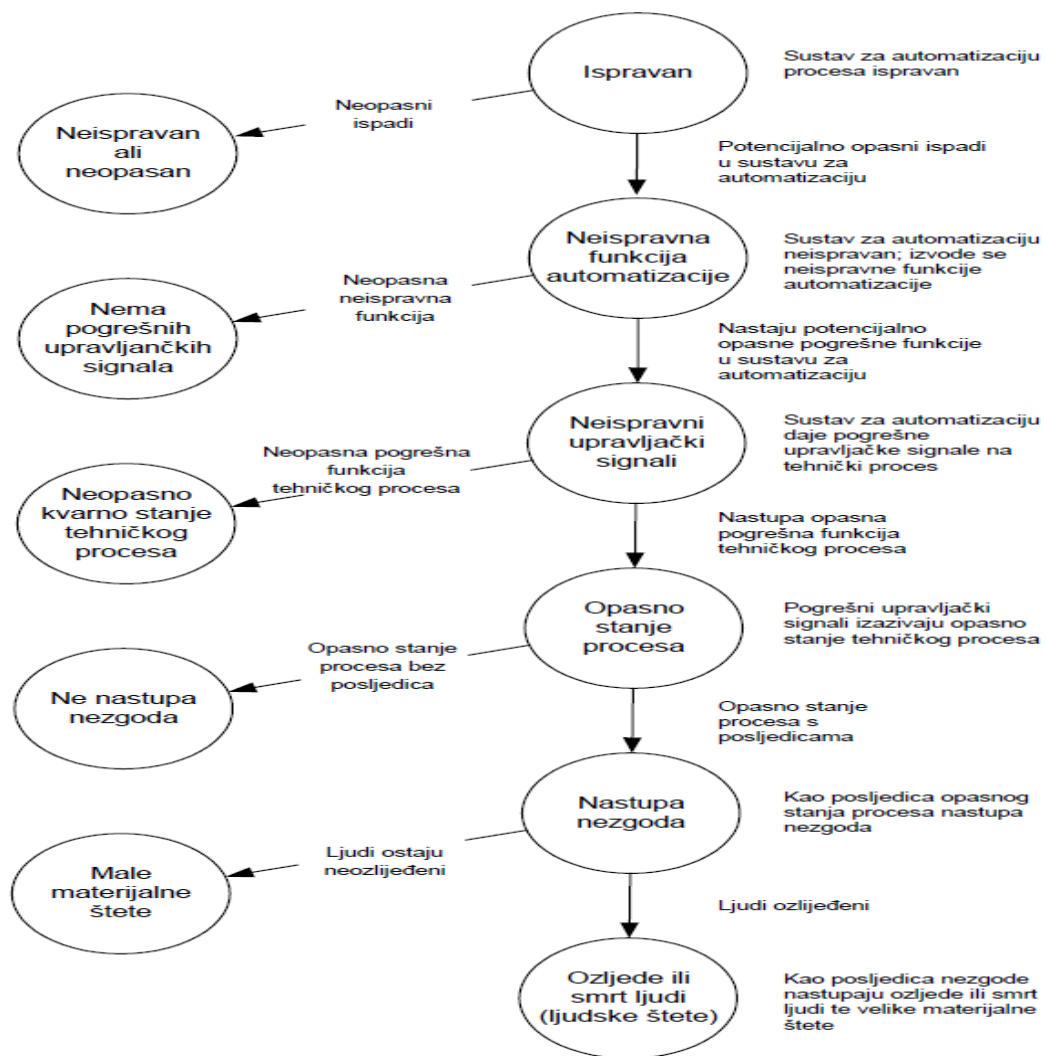 Ispravan
Sustav za automatizaciju
procesa ispravan
Neopasni
ispadi
Neispravan
ali
neopasan
Potencijalno opasni ispadi
u sustavu za
automatizaciju
Neispravna
funkcija
automatizacije
Sustav za automatizaciju
neispravan; izvode se
neispravne funkcije
automatizacije
Neopasna
neispravna
funkcija
Nema
pogrešnih
upravljančkih
signala
Nastaju potencijalno
opasne pogrešne funkcije
u sustavu za
automatizaciju
Neispravni
upravljački
signali
Sustav za automatizaciju
daje pogrešne
upravljačke signale na
tehnički proces
Neopasna pogrešna
funkcija
tehničkog procesa
Neopasno
kvarno stanje
tehničkog
procesa
Nastupa opasna
pogrešna funkcija
tehničkog procesa
Opasno
stanje
procesa
Pogrešni upravljački
signali izazivaju opasno
stanje tehničkog procesa
Opasno stanje
procesa bez
posljedica
Ne nastupa
nezgoda
Opasno stanje
procesa s
posljedicama
Nastupa
nezgoda
Kao posljedica opasnog
stanja procesa nastupa
nezgoda
Ljudi ostaju
neozlijeđeni
Male
materijalne
štete
Ljudi ozlijeđeni
Ozljede ili
smrt ljudi
(ljudske štete)
Kao posljedica nezgode
nastupaju ozljede ili smrt
ljudi te velike materijalne
štete